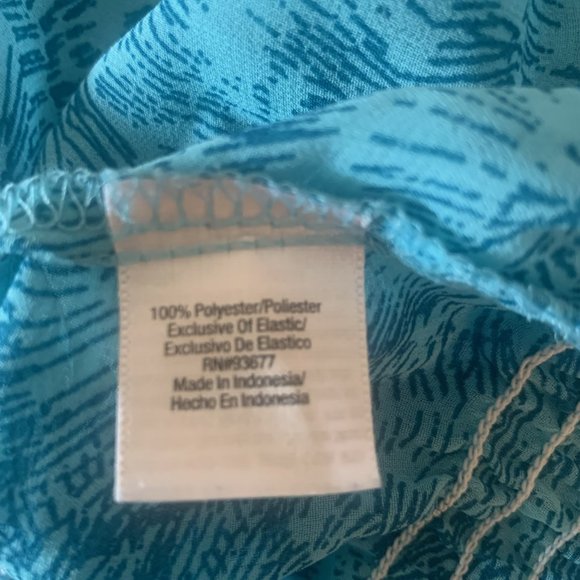 100% Polyester/Poliester
Exclusive Of Elastic/
Exclusivo De Elastico
RN#93677
Made In Indonesia/
Hecho En Indonesia